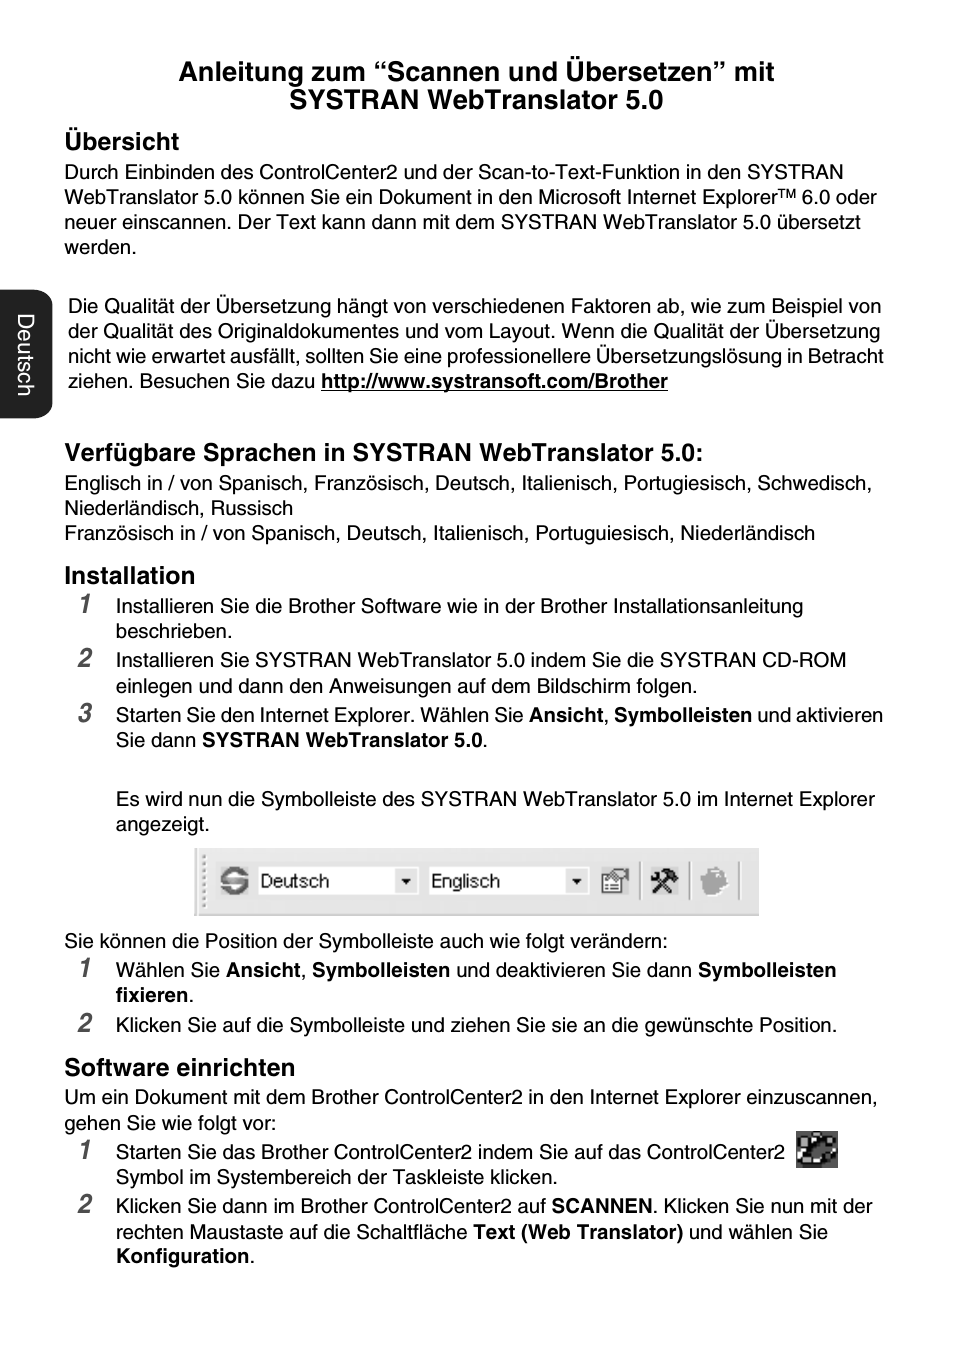 Anleitung zum “Scannen und Übersetzen” mit
SYSTRAN WebTranslator 5.0
Übersicht
Durch Einbinden des ControlCenter2 und der Scan-to-Text-Funktion in den SYSTRAN
WebTranslator 5.0 können Sie ein Dokument in den Microsoft Internet Explorer™ 6.0 oder
neuer einscannen. Der Text kann dann mit dem SYSTRAN WebTranslator 5.0 übersetzt
werden.
Deutsch
Die Qualität der Übersetzung hängt von verschiedenen Faktoren ab, wie zum Beispiel von
der Qualität des Originaldokumentes und vom Layout. Wenn die Qualität der Übersetzung
nicht wie erwartet ausfällt, sollten Sie eine professionellere Übersetzungslösung in Betracht
ziehen. Besuchen Sie dazu http://www.systransoft.com/Brother
Verfügbare Sprachen in SYSTRAN WebTranslator 5.0:
Englisch in / von Spanisch, Französisch, Deutsch, Italienisch, Portugiesisch, Schwedisch,
Niederländisch, Russisch
Französisch in / von Spanisch, Deutsch, Italienisch, Portuguiesisch, Niederländisch
Installation
1 Installieren Sie die Brother Software wie in der Brother Installationsanleitung
beschrieben.
2 Installieren Sie SYSTRAN WebTranslator 5.0 indem Sie die SYSTRAN CD-ROM
einlegen und dann den Anweisungen auf dem Bildschirm folgen.
3 Starten Sie den Internet Explorer. Wählen Sie Ansicht, Symbolleisten und aktivieren
Sie dann SYSTRAN WebTranslator 5.0.
Es wird nun die Symbolleiste des SYSTRAN WebTranslator 5.0 im Internet Explorer
angezeigt.
Deutsch Englisch
Sie können die Position der Symbolleiste auch wie folgt verändern:
1 Wählen Sie Ansicht, Symbolleisten und deaktivieren Sie dann Symbolleisten
fixieren.
2 Klicken Sie auf die Symbolleiste und ziehen Sie sie an die gewünschte Position.
Software einrichten
Um ein Dokument mit dem Brother ControlCenter2 in den Internet Explorer einzuscannen,
gehen Sie wie folgt vor:
1 Starten Sie das Brother ControlCenter2 indem Sie auf das ControlCenter2
Symbol im Systembereich der Taskleiste klicken.
2 Klicken Sie dann im Brother ControlCenter2 auf SCANNEN. Klicken Sie nun mit der
rechten Maustaste auf die Schaltfläche Text (Web Translator) und wählen Sie
Konfiguration.